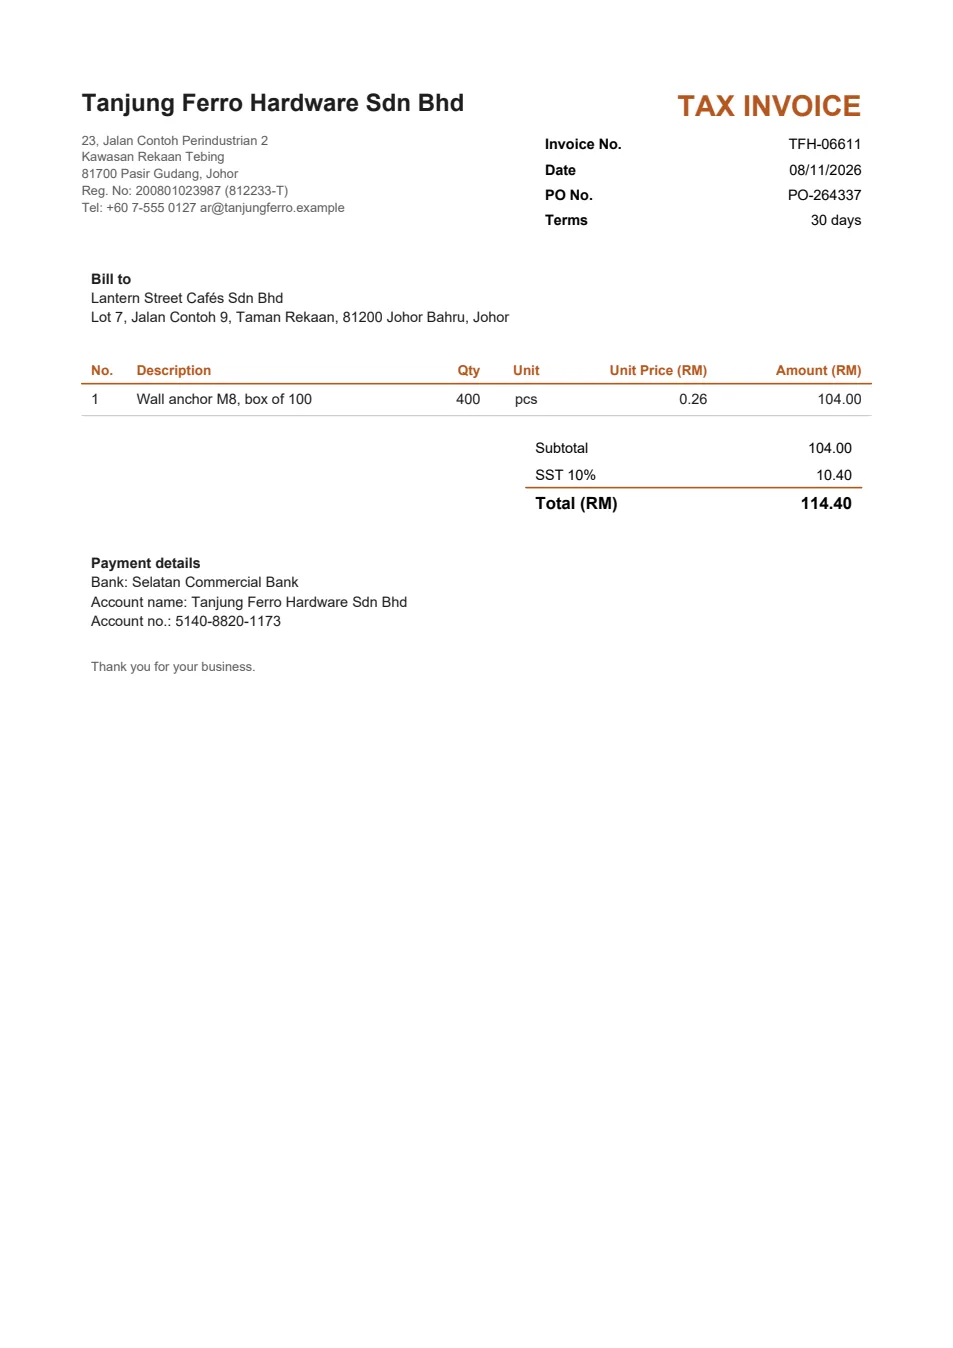 Tanjung Ferro Hardware Sdn Bhd
TAX INVOICE
23, Jalan Contoh Perindustrian 2
Kawasan Rekaan Tebing
81700 Pasir Gudang, Johor
Reg. No: 200801023987 (812233-T)
Tel: +60 7-555 0127 ar@tanjungferro.example
Invoice No. TFH-06611
Date 08/11/2026
PO No. PO-264337
Terms 30 days
Bill to
Lantern Street Cafés Sdn Bhd
Lot 7, Jalan Contoh 9, Taman Rekaan, 81200 Johor Bahru, Johor
No. Description Qty Unit Unit Price (RM) Amount (RM)
1 Wall anchor M8, box of 100 400 pcs 0.26 104.00
Subtotal 104.00
SST 10% 10.40
Total (RM) 114.40
Payment details
Bank: Selatan Commercial Bank
Account name: Tanjung Ferro Hardware Sdn Bhd
Account no.: 5140-8820-1173
Thank you for your business.